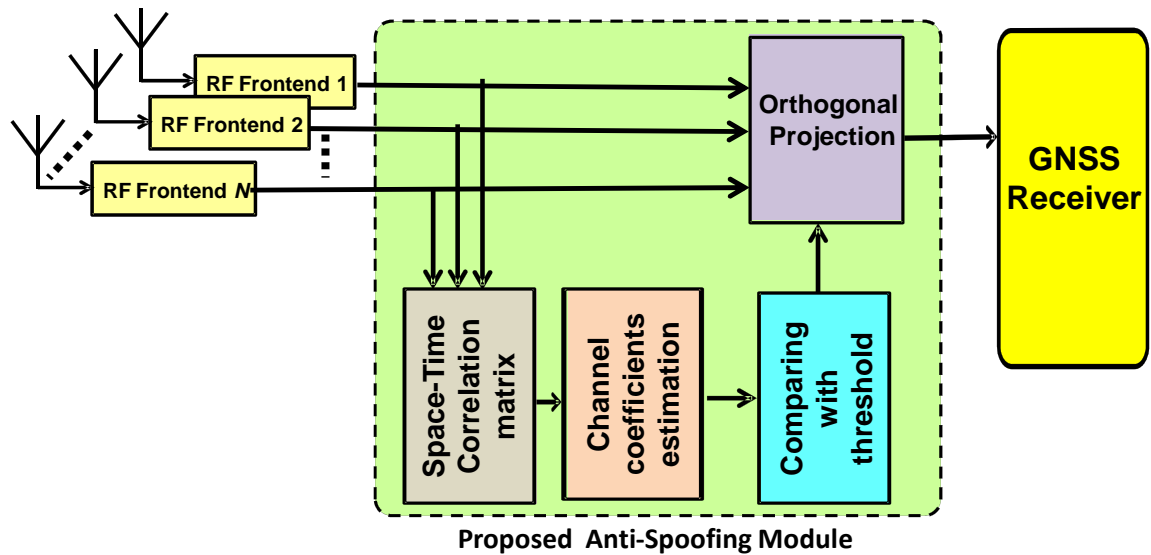 RF Frontend 1
RF Frontend 2
RF Frontend N
Orthogonal
Projection
GNSS
Receiver
Space-Time
Correlation
matrix
Channel
coefficients
estimation
Comparing
with
threshold
Proposed Anti-Spoofing Module